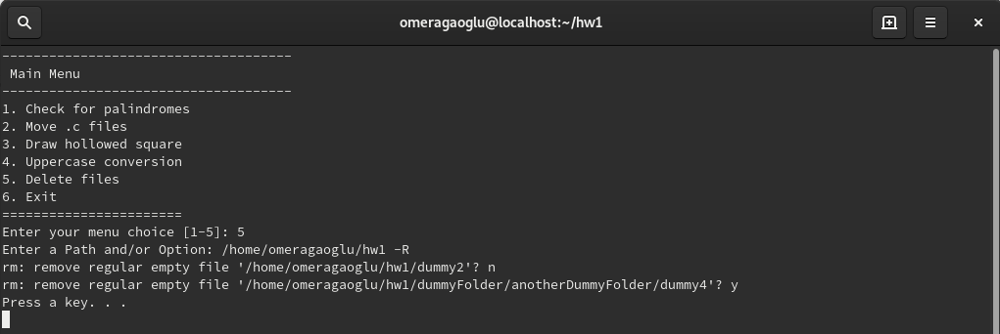 omeragaoglu@localhost:~/hw1
-------------------------------------
Main Menu
-------------------------------------
1. Check for palindromes
2. Move .c files
3. Draw hollowed square
4. Uppercase conversion
5. Delete files
6. Exit
=======================
Enter your menu choice [1-5]: 5
Enter a Path and/or Option: /home/omeragaoglu/hw1 -R
rm: remove regular empty file '/home/omeragaoglu/hw1/dummy2'? n
rm: remove regular empty file '/home/omeragaoglu/hw1/dummyFolder/anotherDummyFolder/dummy4'? y
Press a key. . .